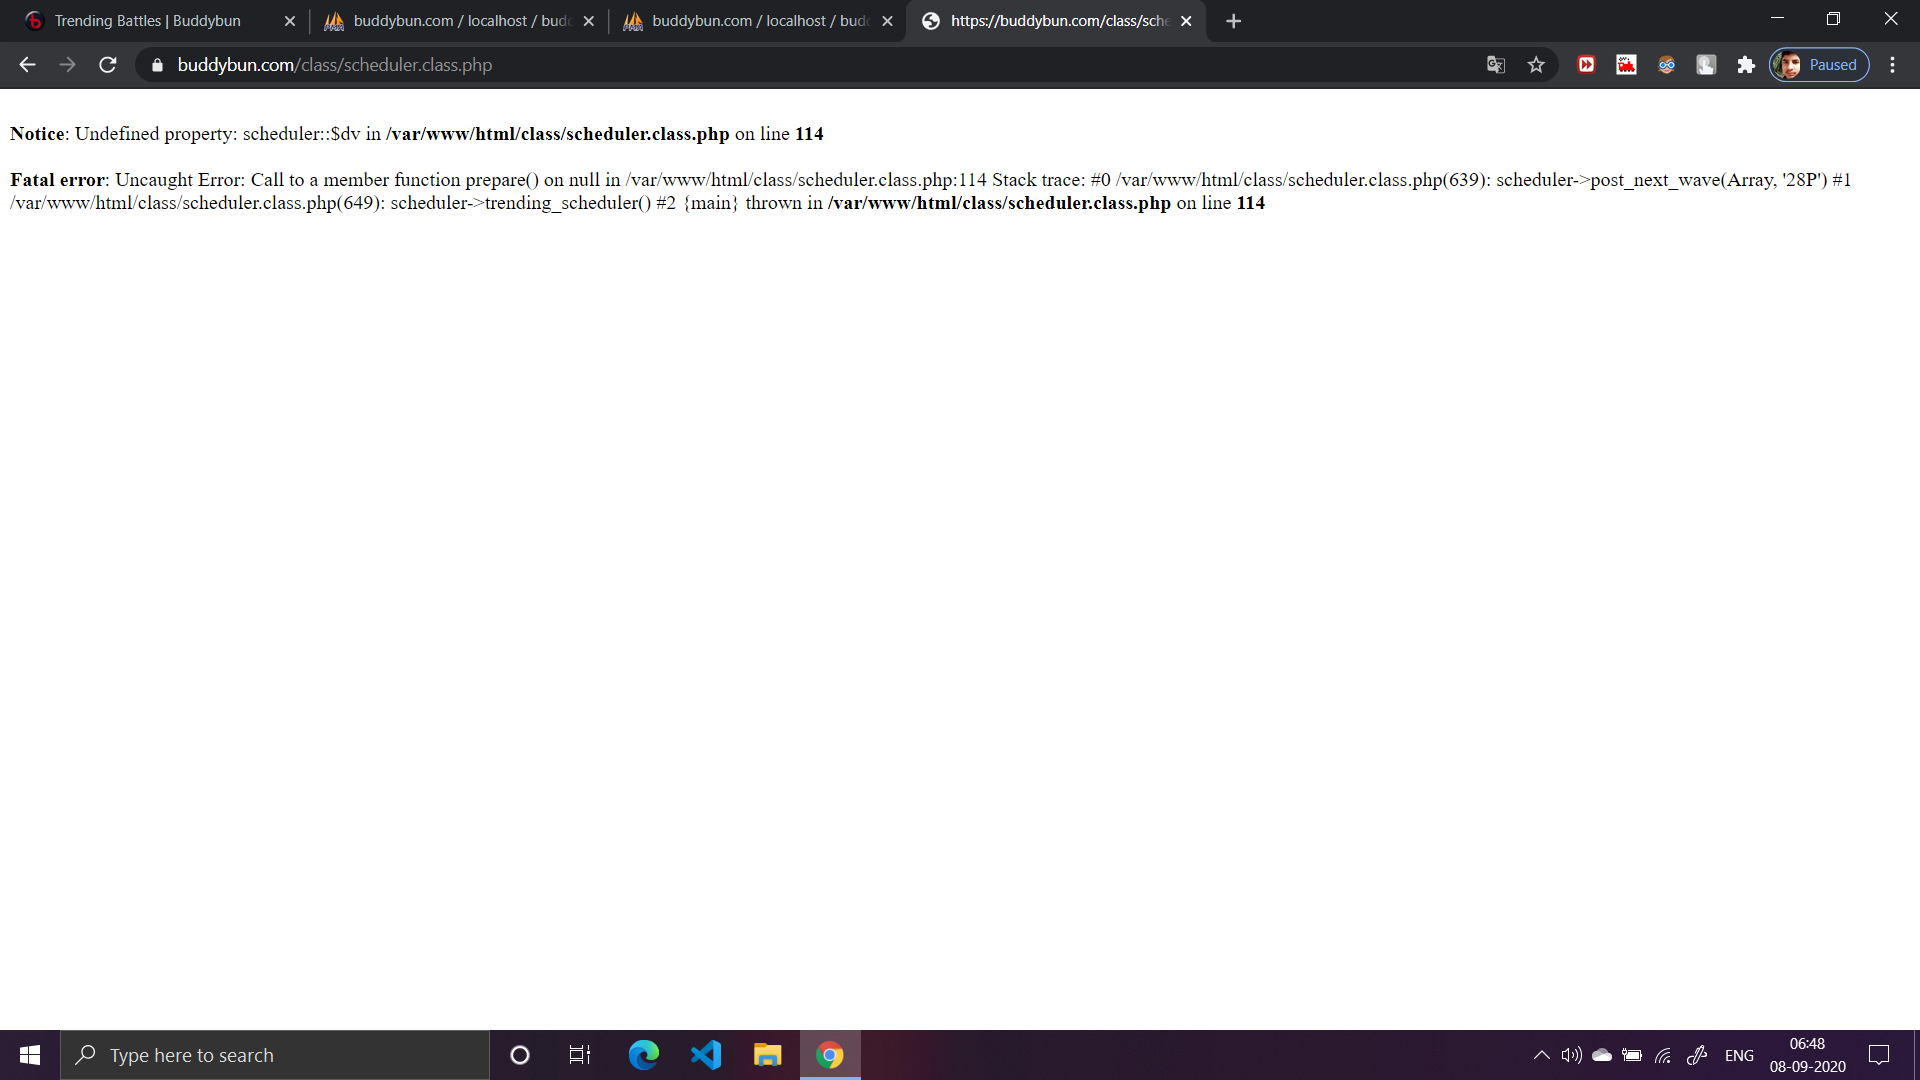 Trending Battles | Buddybun
buddybun.com / localhost / budd
buddybun.com / localhost / budd
https://buddybun.com/class/sche
buddybun.com/class/scheduler.class.php
Paused
Notice: Undefined property: scheduler::$dv in /var/www/html/class/scheduler.class.php on line 114
Fatal error: Uncaught Error: Call to a member function prepare() on null in /var/www/html/class/scheduler.class.php:114 Stack trace: #0 /var/www/html/class/scheduler.class.php(639): scheduler->post_next_wave(Array, '28P') #1
/var/www/html/class/scheduler.class.php(649): scheduler->trending_scheduler() #2 {main} thrown in /var/www/html/class/scheduler.class.php on line 114
Type here to search
ENG
06:48
08-09-2020